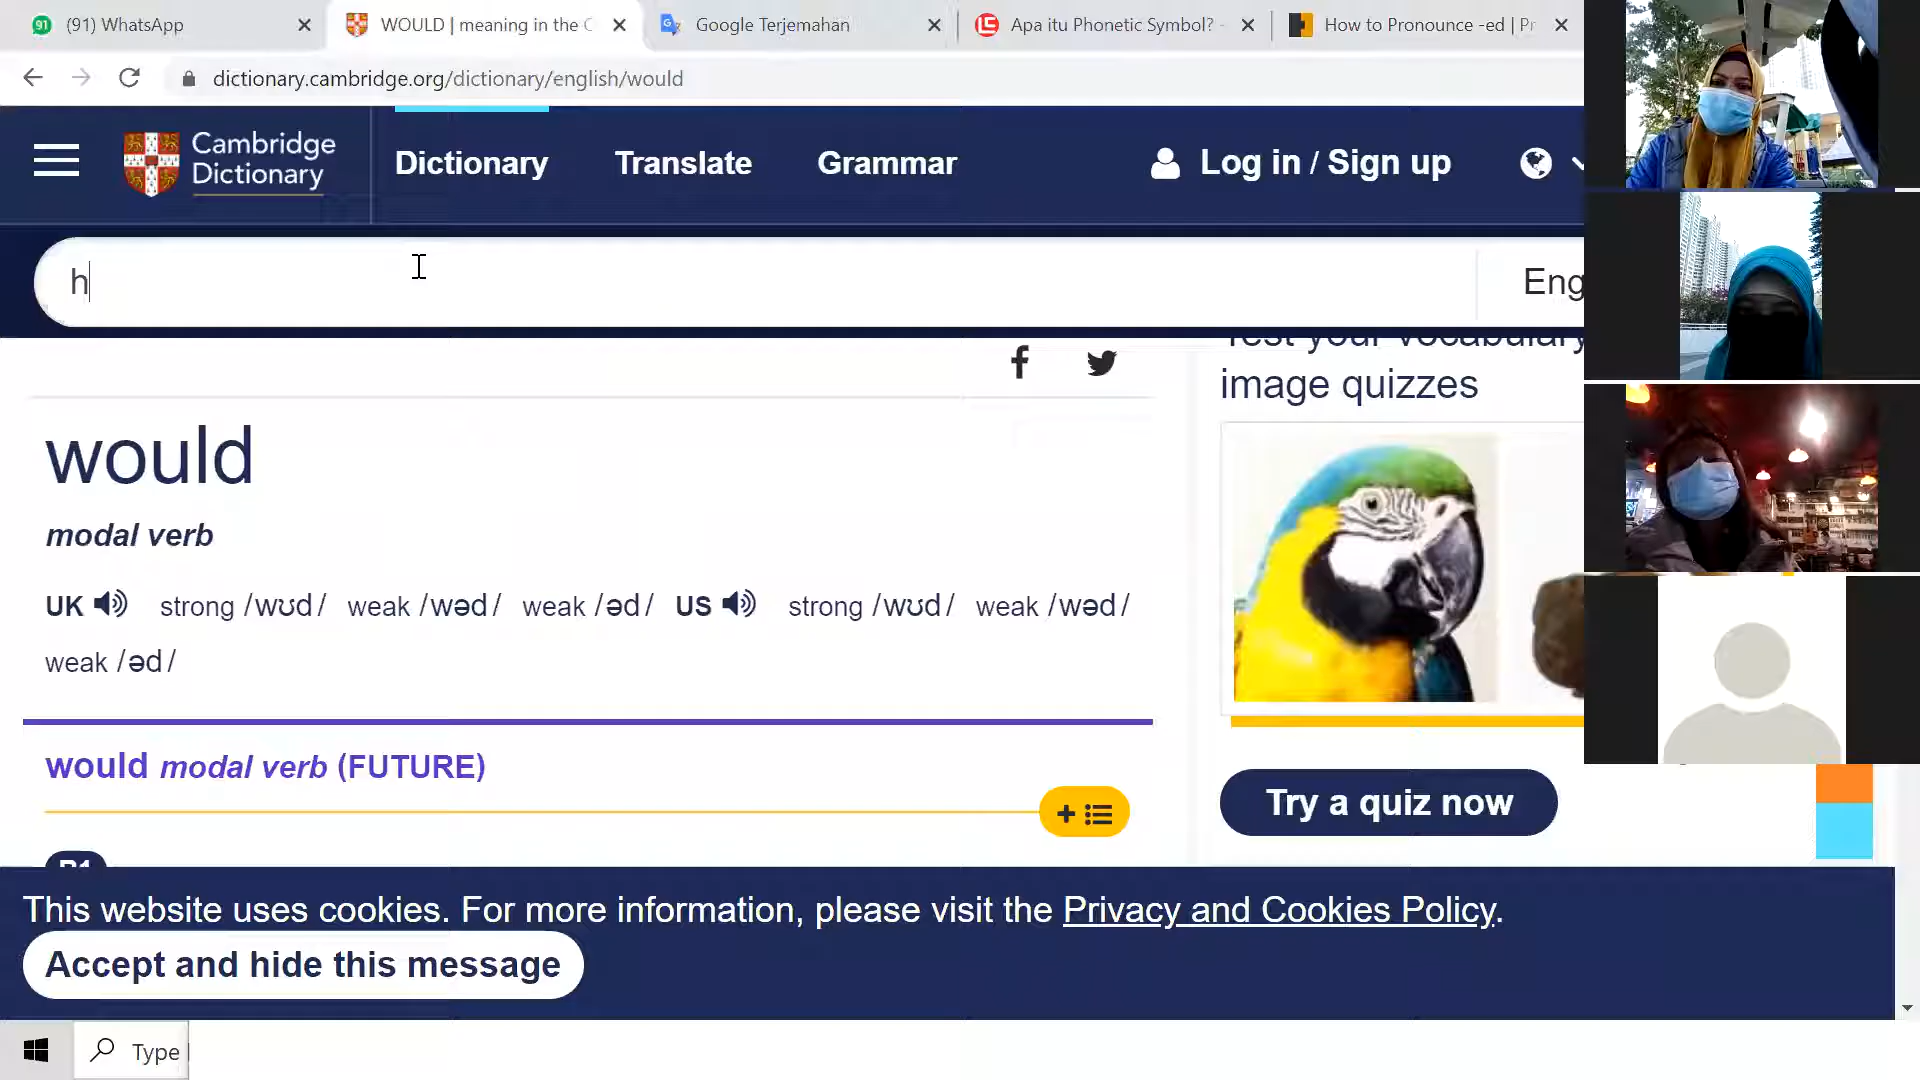 (91) WhatsApp
WOULD | meaning in the C
Google Terjemahan
Apa itu Phonetic Symbol? -
How to Pronounce -ed | Pr
dictionary.cambridge.org/dictionary/english/would
Cambridge
Dictionary
Dictionary
Translate
Grammar
Log in / Sign up
h
Eng
Test your vocabulary
image quizzes
would
modal verb
UK strong /wʊd/ weak /wəd/ weak /əd/ US strong /wʊd/ weak /wəd/
weak /əd/
would modal verb (FUTURE)
Try a quiz now
B1
This website uses cookies. For more information, please visit the Privacy and Cookies Policy.
Accept and hide this message
Type